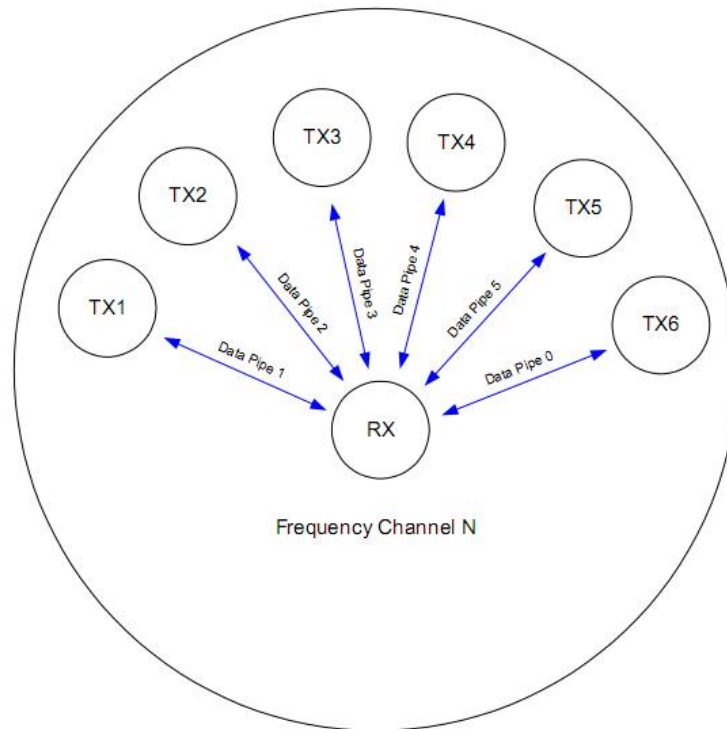 TX3
TX4
TX2
TX5
TX1
TX6
Data Pipe 1
Data Pipe 2
Data Pipe 3
Data Pipe 4
Data Pipe 5
Data Pipe 0
RX
Frequency Channel N